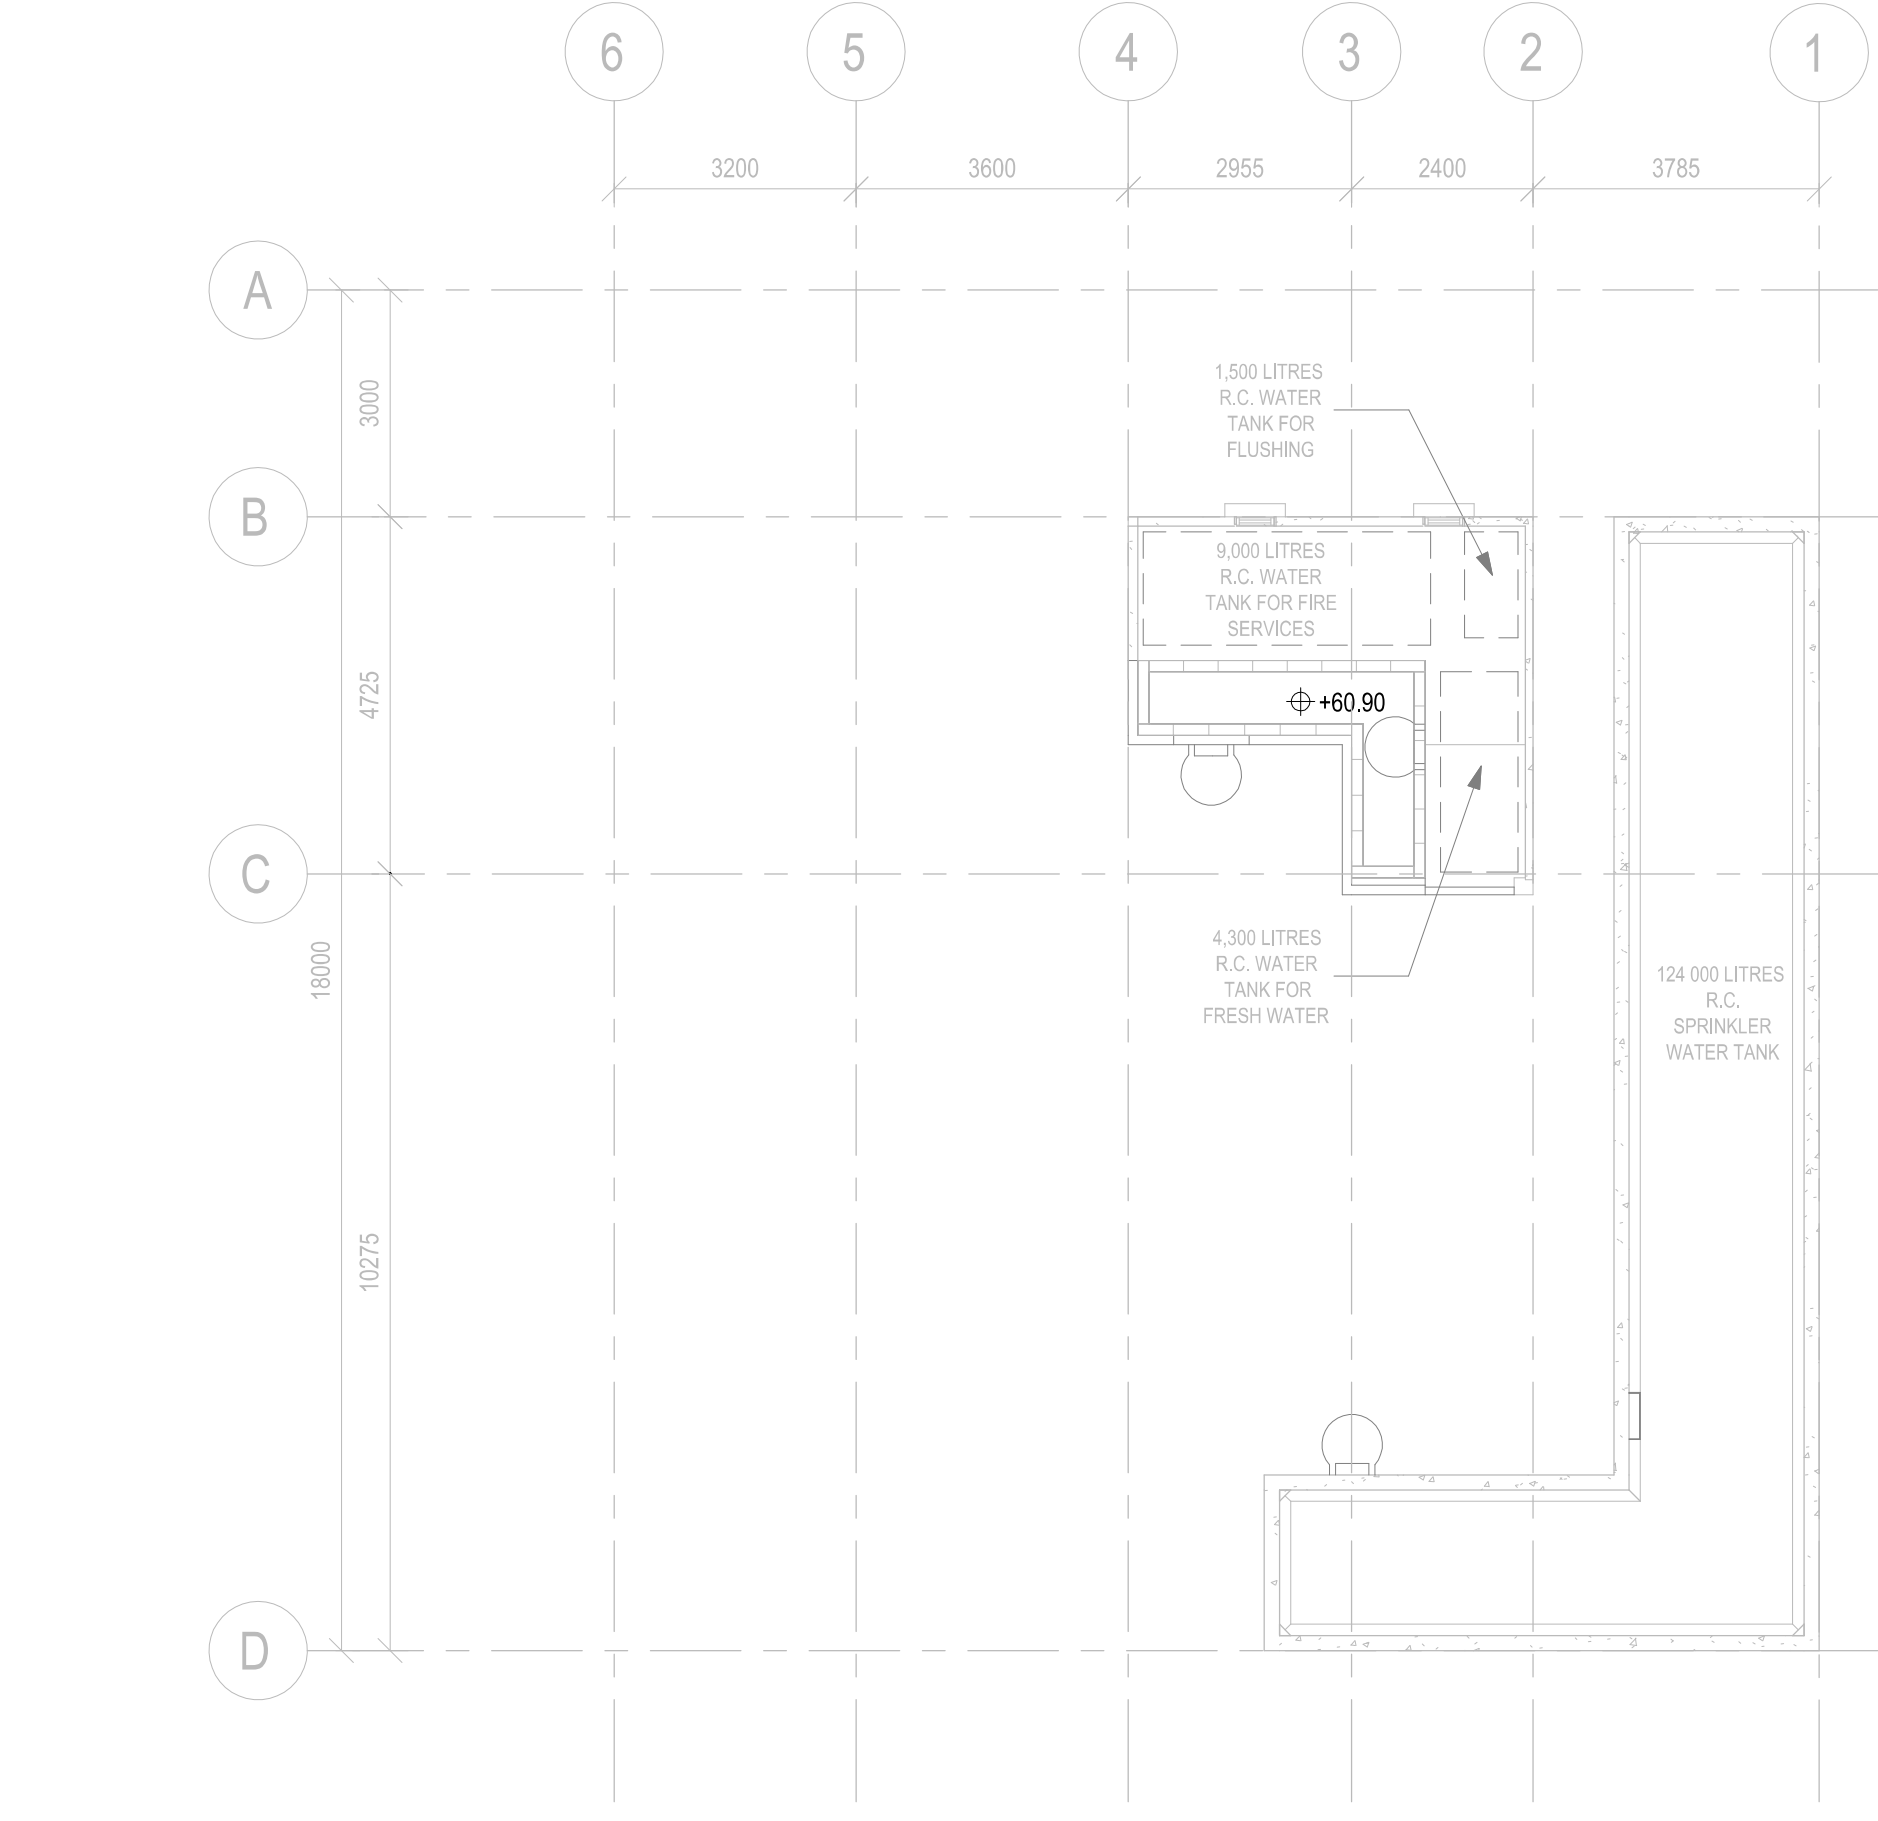 6 5 4 3 2 1
3200 3600 2955 2400 3785
A
3000
1,500 LITRES
R.C. WATER
TANK FOR
FLUSHING
B
9,000 LITRES
R.C. WATER
TANK FOR FIRE
SERVICES
4725
+60.90
C
18000
4,300 LITRES
R.C. WATER
TANK FOR
FRESH WATER
124 000 LITRES
R.C.
SPRINKLER
WATER TANK
10275
D